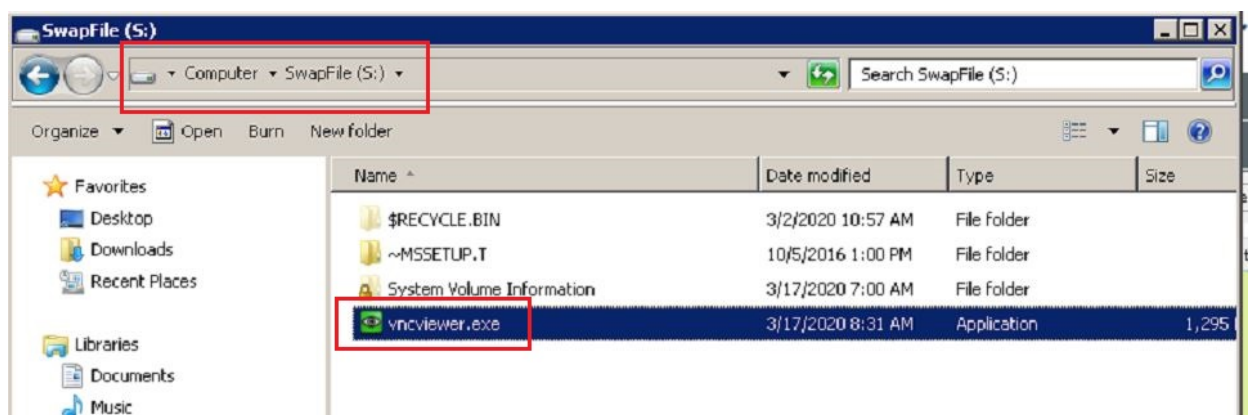 SwapFile (S:)
Computer SwapFile (S:) Search SwapFile (S:)
Organize Open Burn New folder
Name Date modified Type Size
Favorites
Desktop
Downloads
Recent Places
Libraries
Documents
Music
$RECYCLE.BIN 3/2/2020 10:57 AM File folder
~MSSETUP.T 10/5/2016 1:00 PM File folder
System Volume Information 3/17/2020 7:00 AM File folder
vncviewer.exe 3/17/2020 8:31 AM Application 1,295